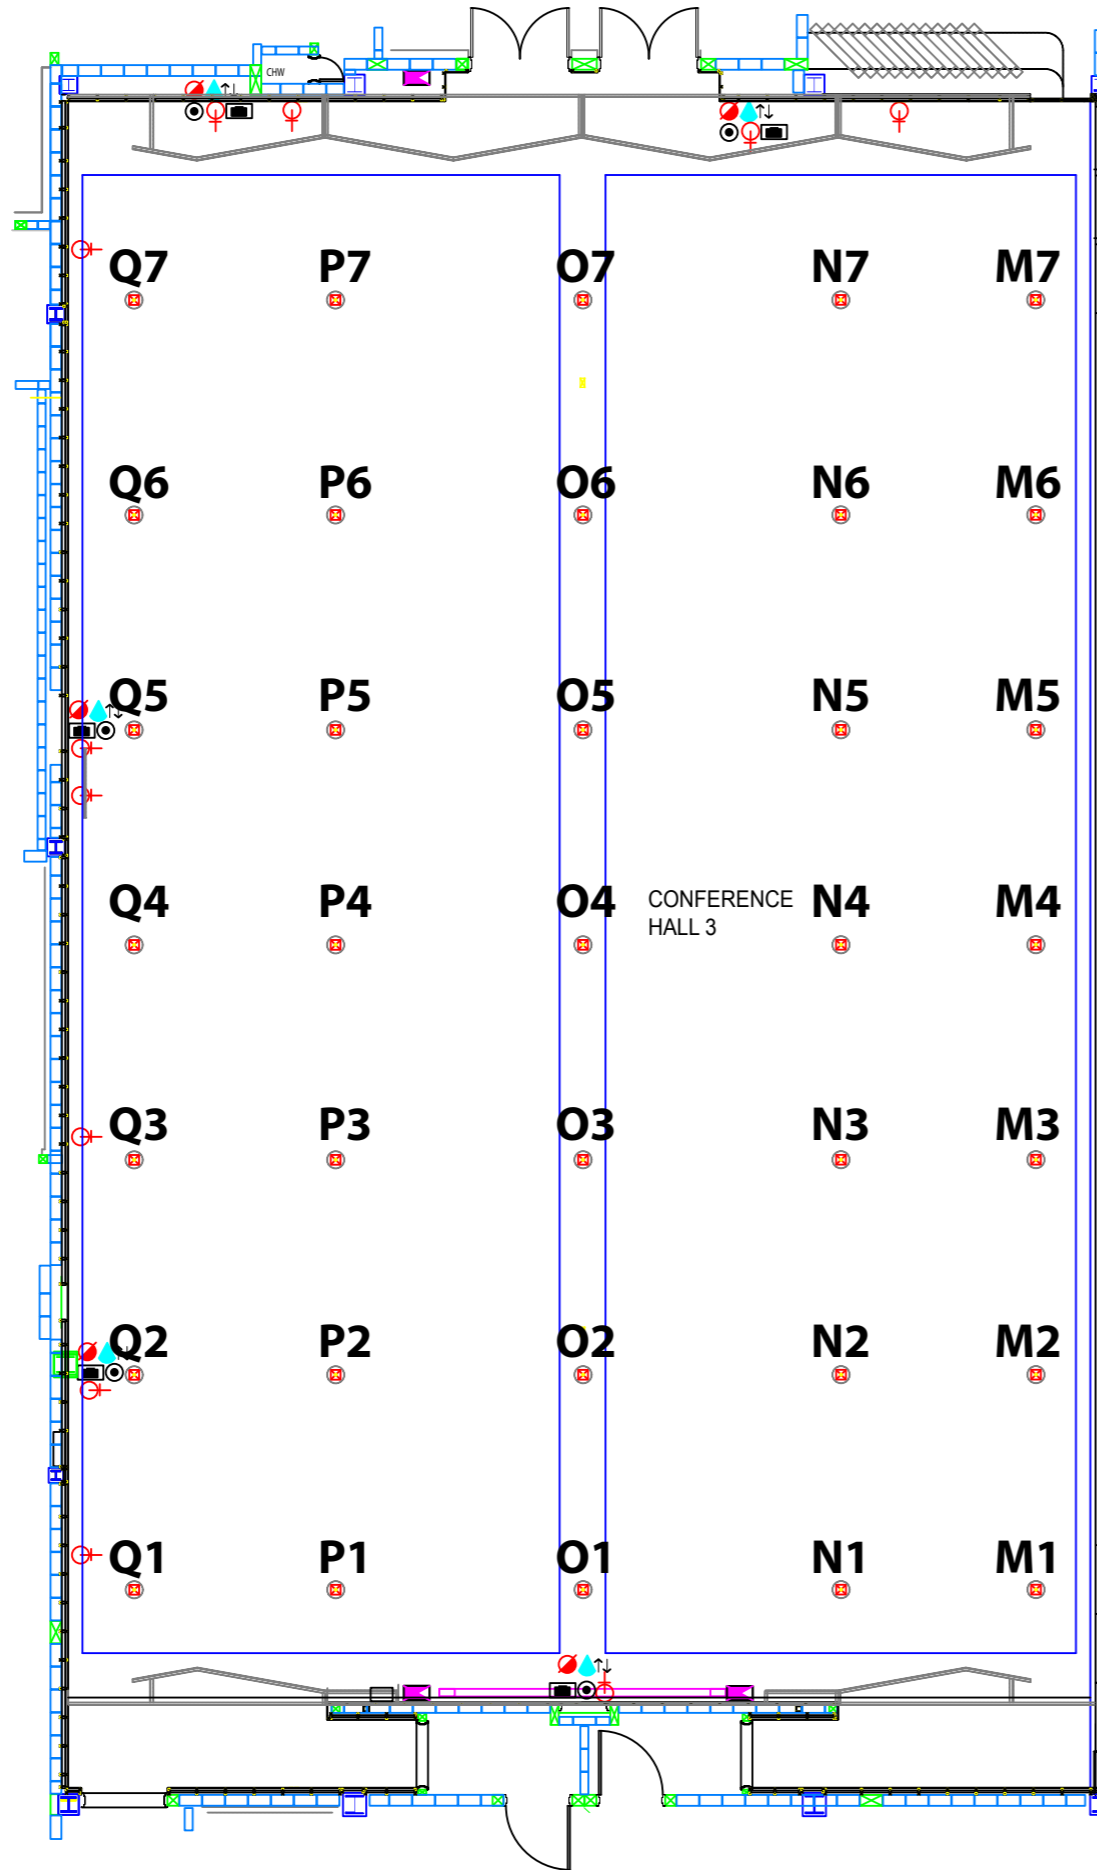 CHW
Q7 P7 O7 N7 M7
Q6 P6 O6 N6 M6
Q5 P5 O5 N5 M5
Q4 P4 O4 N4 M4
CONFERENCE
HALL 3
Q3 P3 O3 N3 M3
Q2 P2 O2 N2 M2
Q1 P1 O1 N1 M1